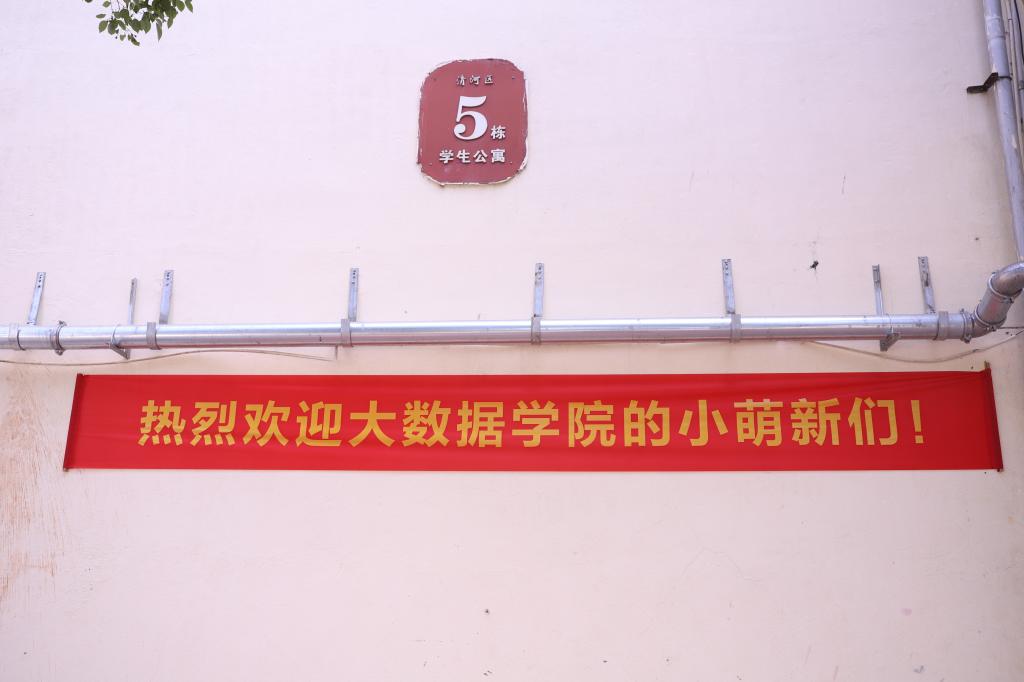 清河区
5栋
学生公寓
热烈欢迎大数据学院的小萌新们！